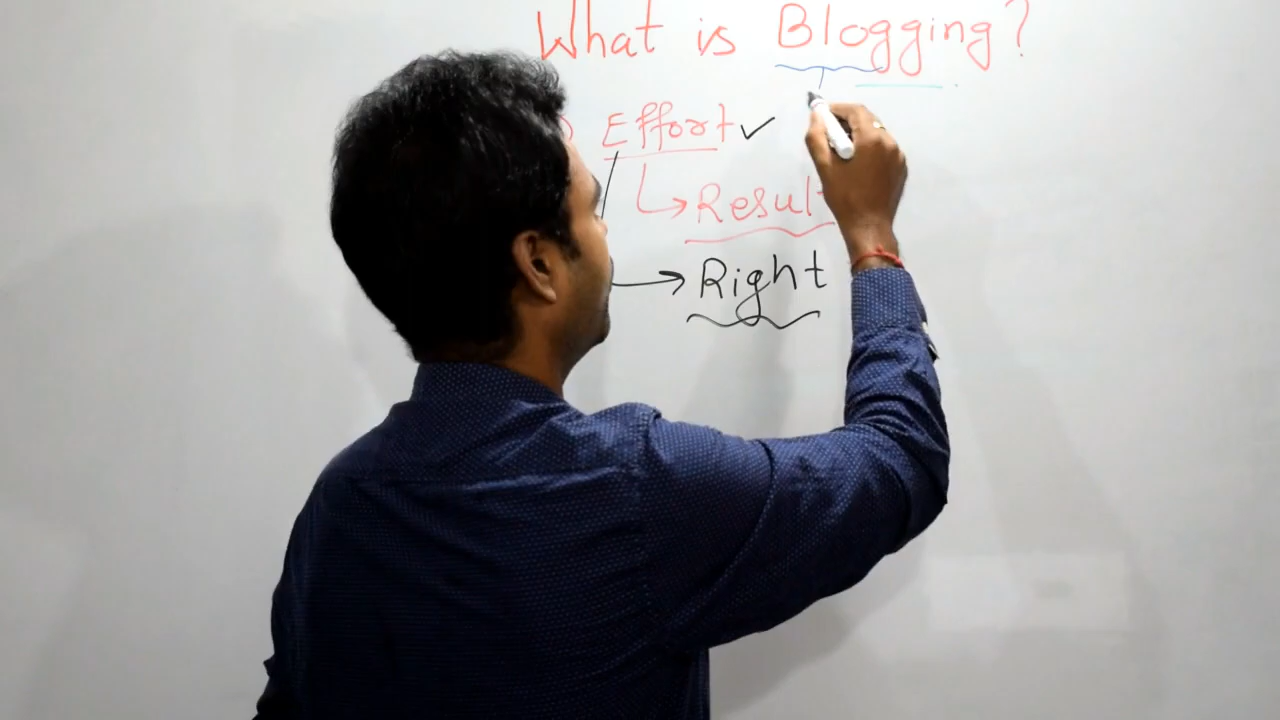 What is Blogging?
Effort ✓
→ Result
→ Right